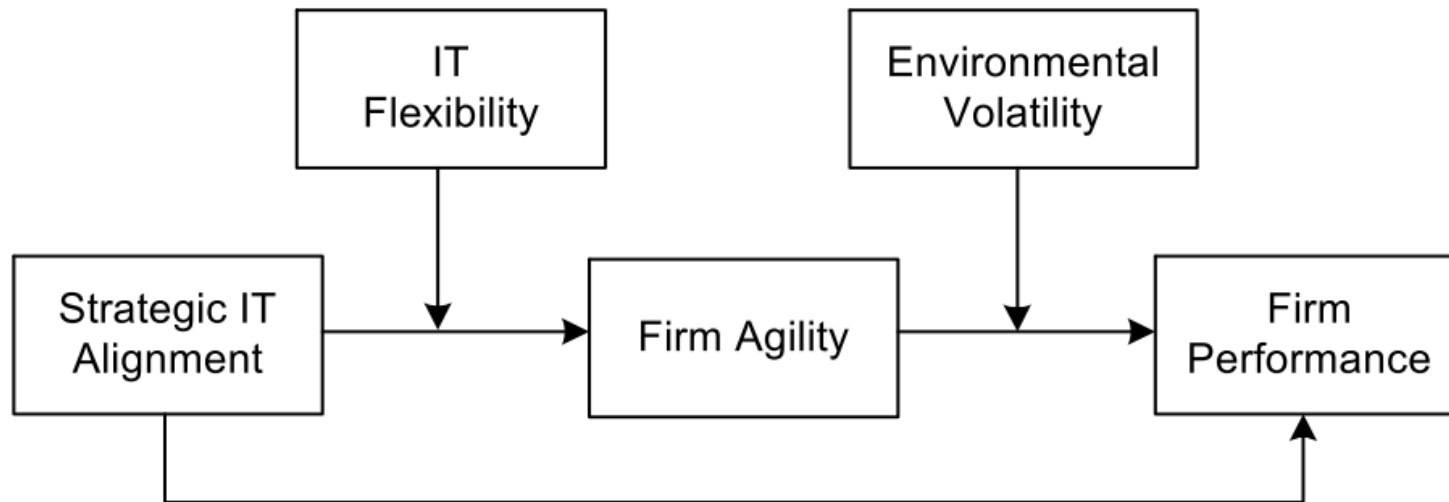 IT
Flexibility
Environmental
Volatility
Strategic IT
Alignment
Firm Agility
Firm
Performance